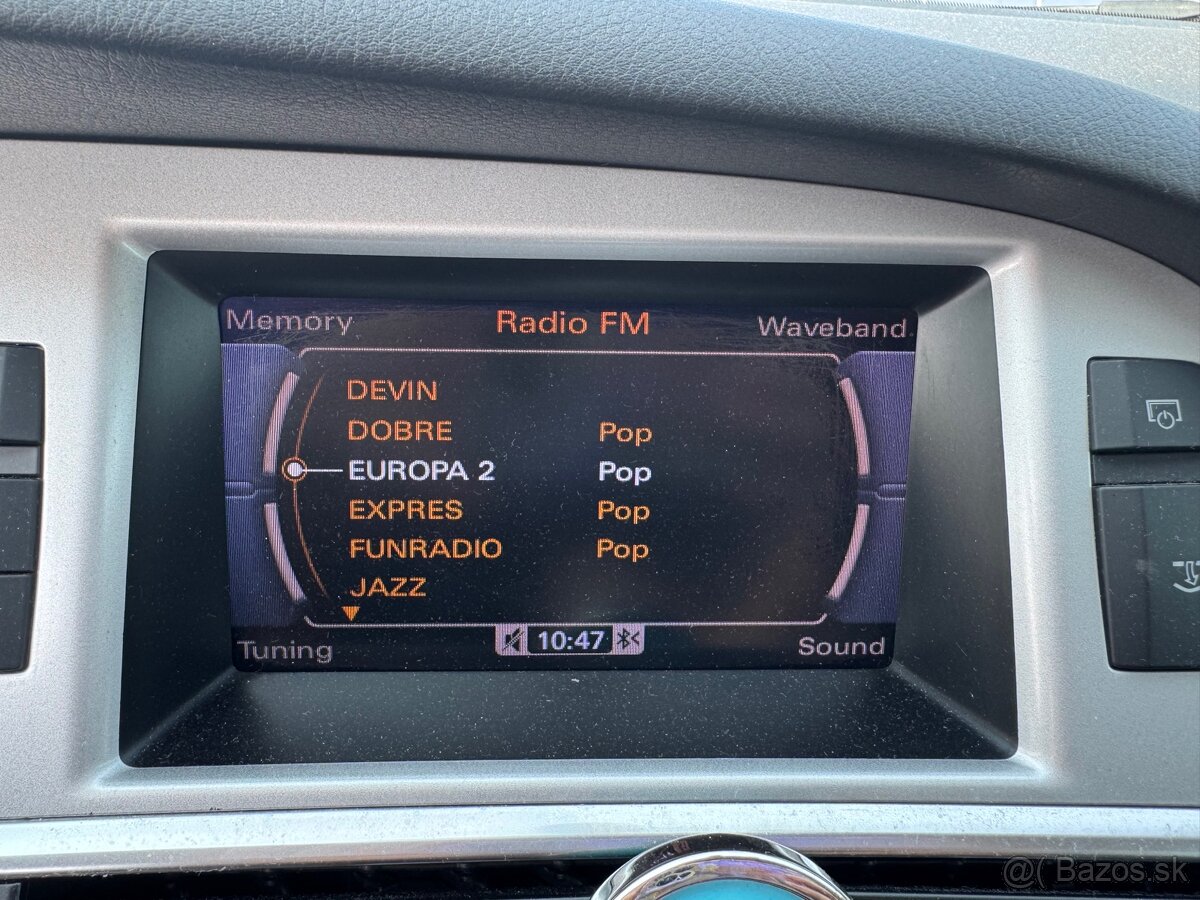 Memory Radio FM Waveband
DEVIN
DOBRE Pop
EUROPA 2 Pop
EXPRES Pop
FUNRADIO Pop
JAZZ
Tuning 10:47 Sound
@( Bazos.sk